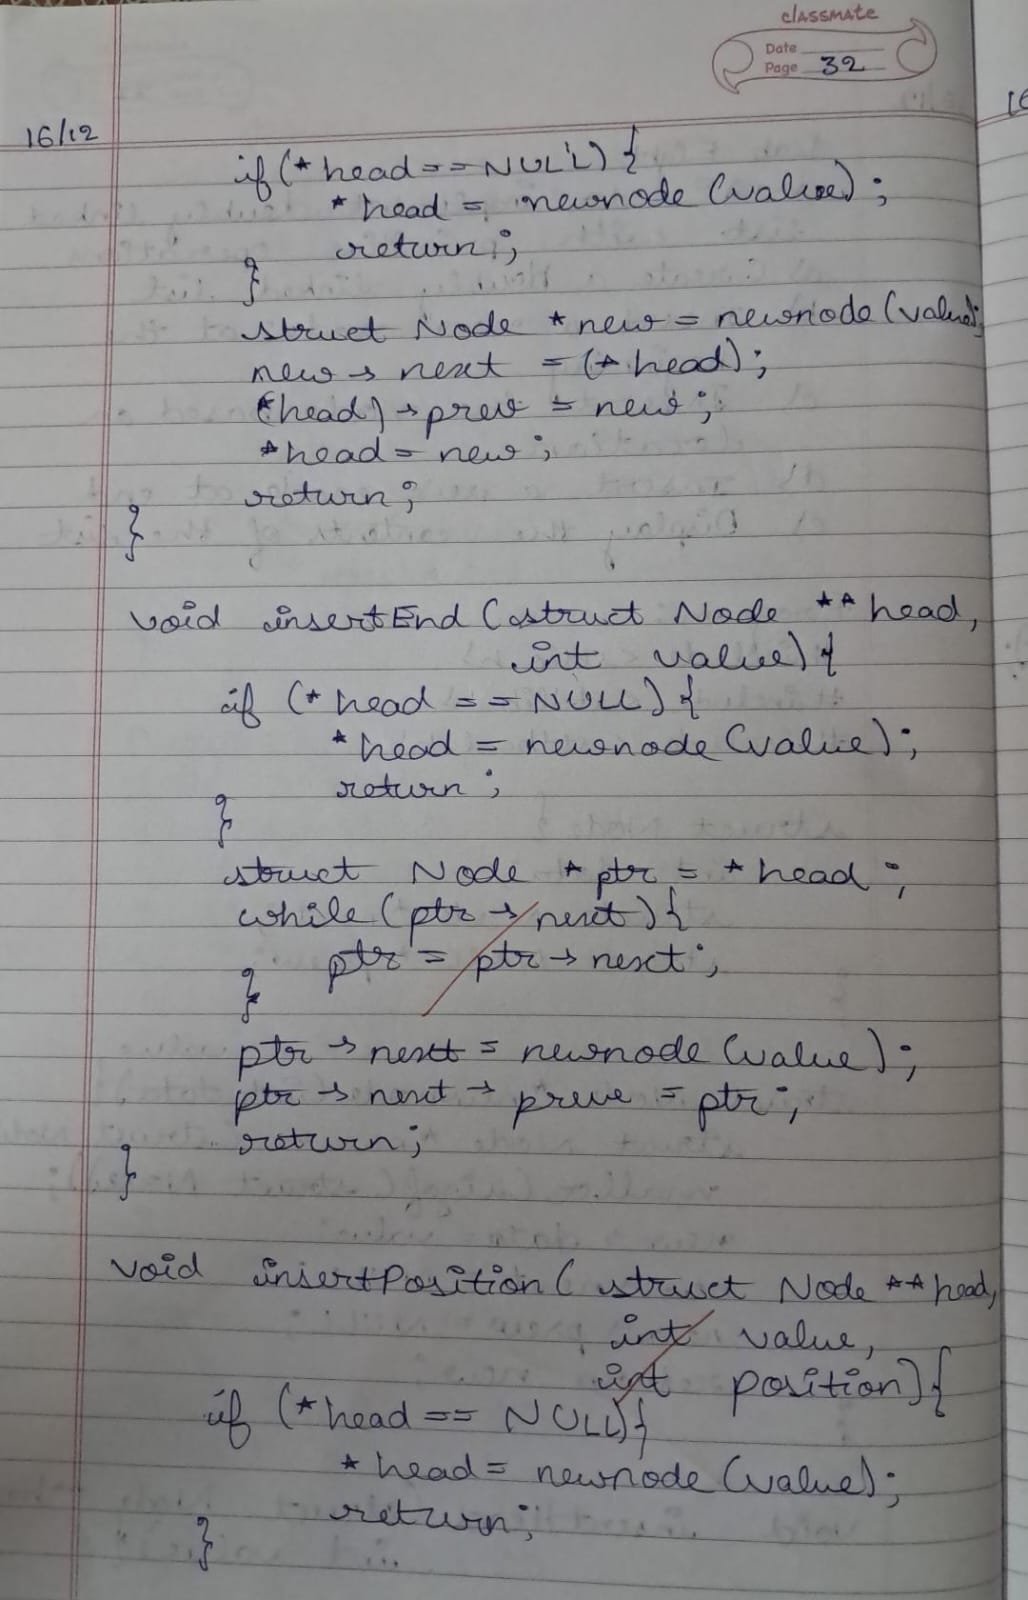 classmate
Date
Page 32
16/12
if (*head == NULL) {
*head = newnode (value);
return;
}
struct Node *new = newnode (value);
new → next = (*head);
(*head) → prev = new;
*head = new;
return;
}
void insertEnd (struct Node **head,
int value) {
if (*head == NULL) {
*head = newnode (value);
return;
}
struct Node *ptr = *head;
while (ptr → next) {
ptr = ptr → next;
}
ptr → next = newnode (value);
ptr → next → preve = ptr;
return;
}
void insertPosition ( struct Node **head,
int value,
int position) {
if (*head == NULL) {
*head = newnode (value);
return;
}